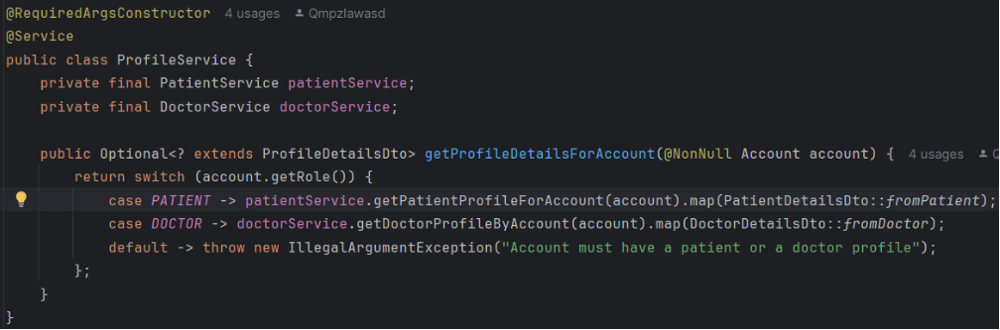 @RequiredArgsConstructor 4 usages Qmpzlawasd
@Service
public class ProfileService {
    private final PatientService patientService;
    private final DoctorService doctorService;
    public Optional<? extends ProfileDetailsDto> getProfileDetailsForAccount(@NonNull Account account) { 4 usages
        return switch (account.getRole()) {
            case PATIENT -> patientService.getPatientProfileForAccount(account).map(PatientDetailsDto::fromPatient);
            case DOCTOR -> doctorService.getDoctorProfileByAccount(account).map(DoctorDetailsDto::fromDoctor);
            default -> throw new IllegalArgumentException("Account must have a patient or a doctor profile");
        };
    }
}